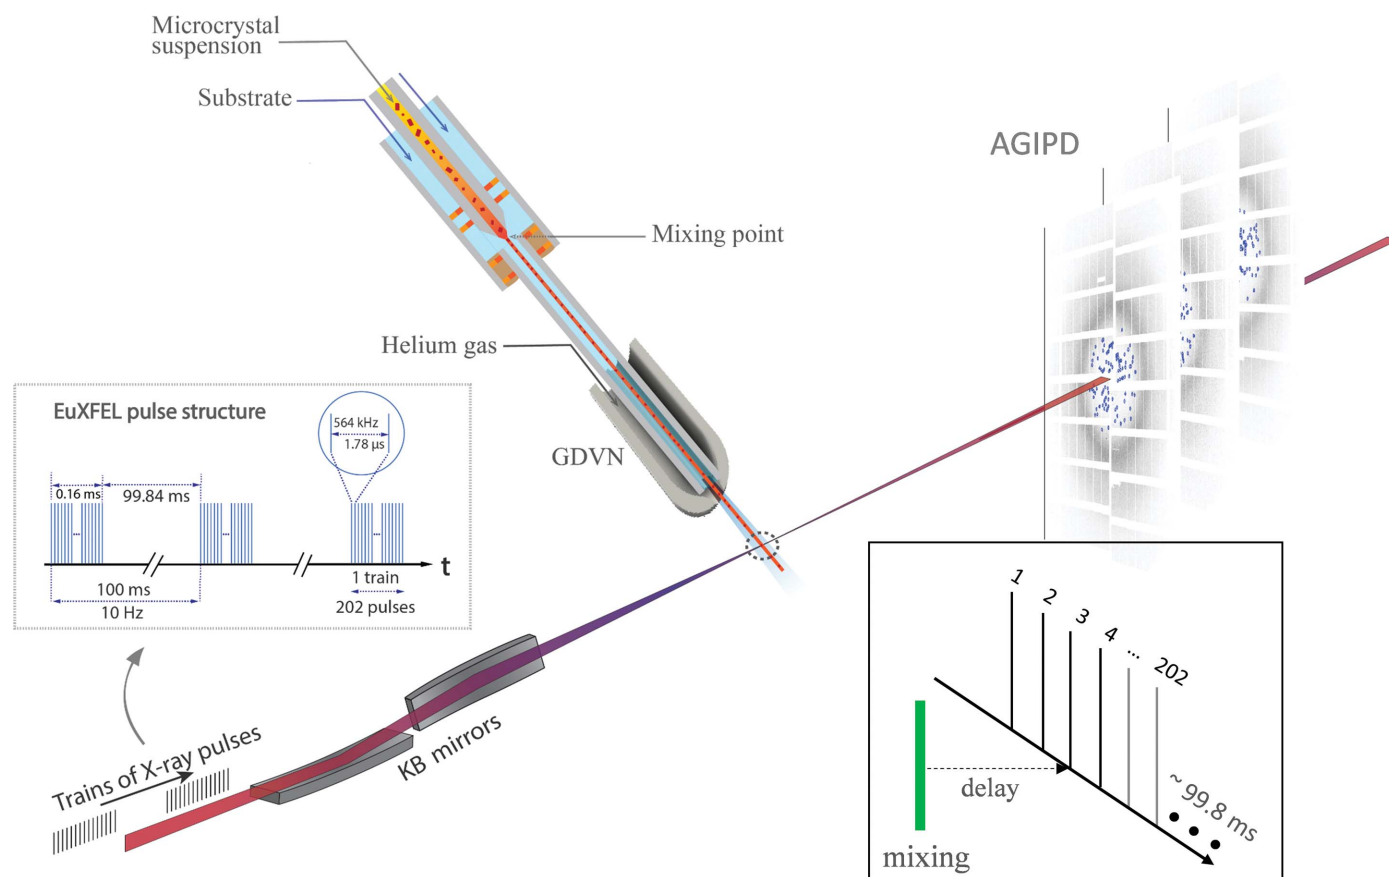 Microcrystal
suspension
Substrate
Mixing point
Helium gas
GDVN
AGIPD
EuXFEL pulse structure
564 kHz
1.78 µs
0.16 ms
99.84 ms
...
...
...
t
100 ms
10 Hz
1 train
202 pulses
Trains of X-ray pulses
KB mirrors
1
2
3
4
...
202
delay
~ 99.8 ms
mixing